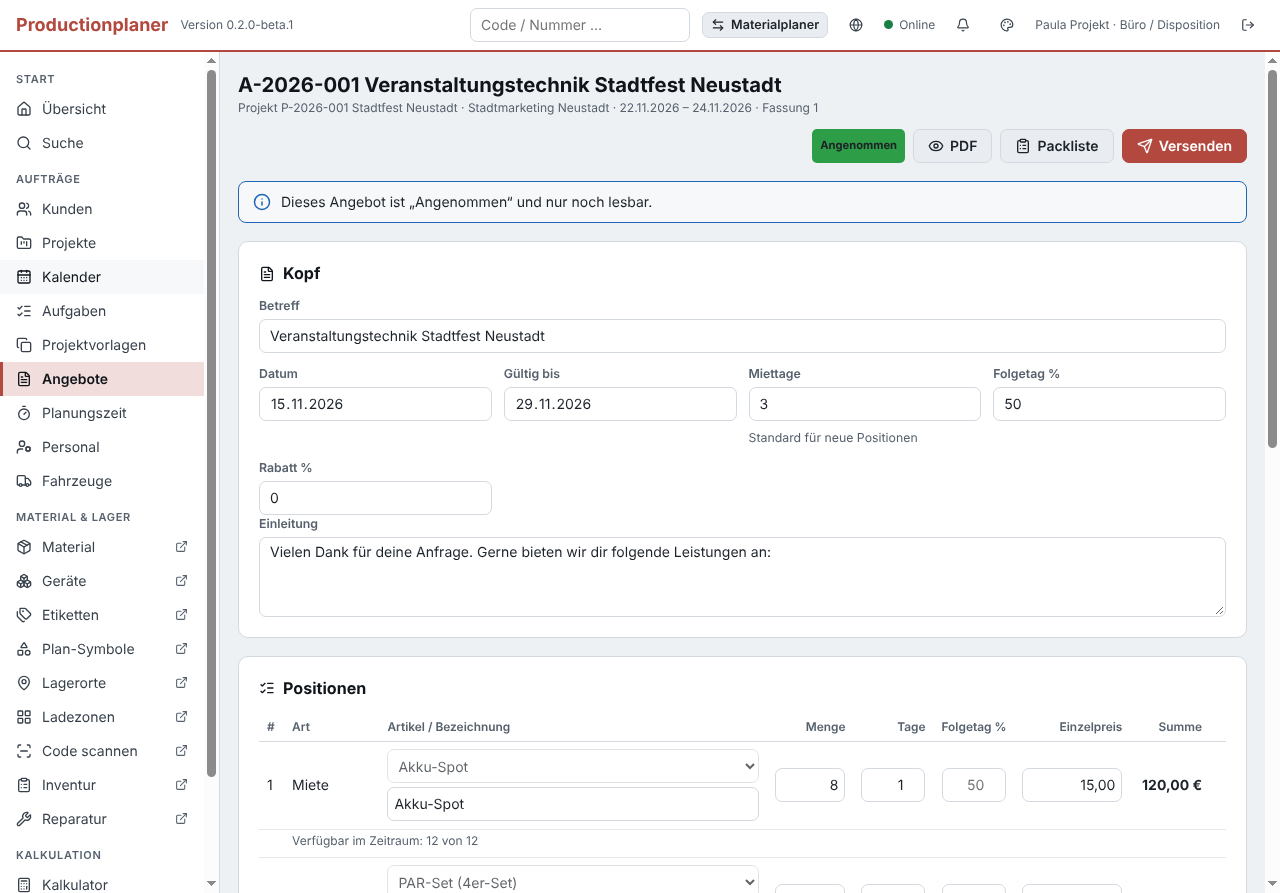 Productionplaner Version 0.2.0-beta.1 Code / Nummer ... Materialplaner Online Paula Projekt · Büro / Disposition
START
Übersicht
Suche
AUFTRÄGE
Kunden
Projekte
Kalender
Aufgaben
Projektvorlagen
Angebote
Planungszeit
Personal
Fahrzeuge
MATERIAL & LAGER
Material
Geräte
Etiketten
Plan-Symbole
Lagerorte
Ladezonen
Code scannen
Inventur
Reparatur
KALKULATION
Kalkulator
A-2026-001 Veranstaltungstechnik Stadtfest Neustadt
Projekt P-2026-001 Stadtfest Neustadt · Stadtmarketing Neustadt · 22.11.2026 – 24.11.2026 · Fassung 1
Angenommen PDF Packliste Versenden
Dieses Angebot ist „Angenommen“ und nur noch lesbar.
Kopf
Betreff
Veranstaltungstechnik Stadtfest Neustadt
Datum Gültig bis Miettage Folgetag %
15.11.2026 29.11.2026 3 50
Standard für neue Positionen
Rabatt %
0
Einleitung
Vielen Dank für deine Anfrage. Gerne bieten wir dir folgende Leistungen an:
Positionen
# Art Artikel / Bezeichnung Menge Tage Folgetag % Einzelpreis Summe
Akku-Spot
1 Miete 8 1 50 15,00 120,00 €
Akku-Spot
Verfügbar im Zeitraum: 12 von 12
PAR-Set (4er-Set)